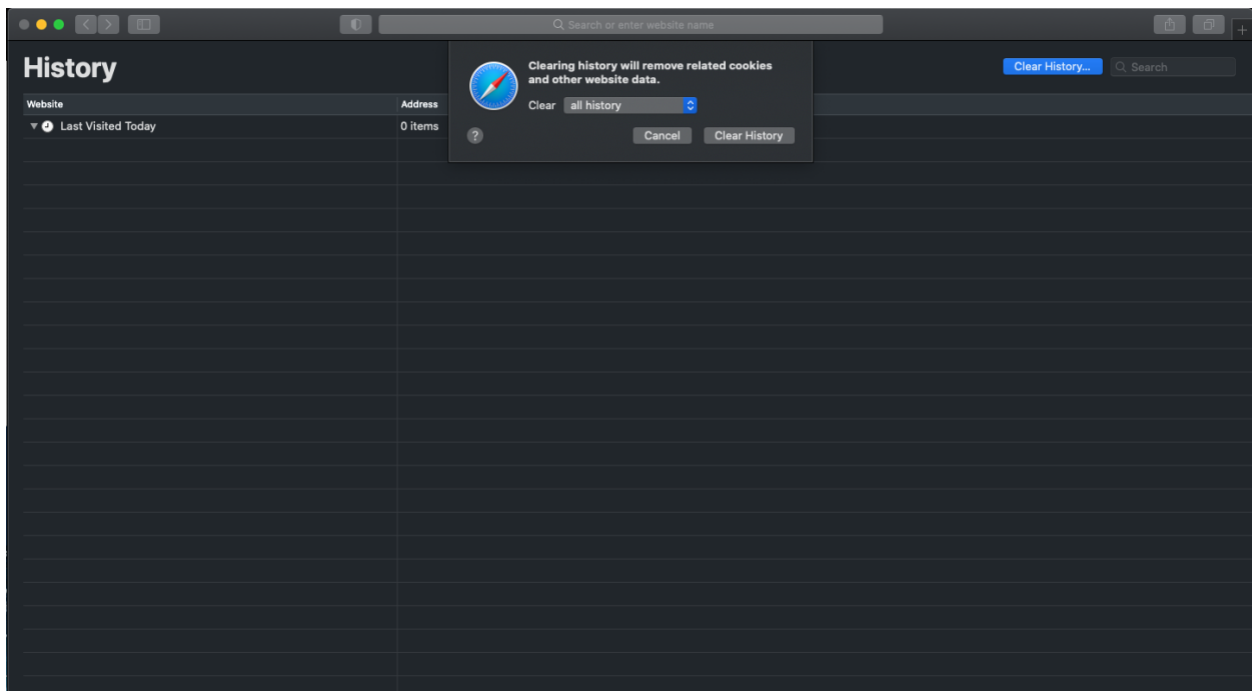 Search or enter website name
History
Clearing history will remove related cookies
and other website data.
Clear History...
Search
Clear all history
Website Address
Last Visited Today 0 items
? Cancel Clear History